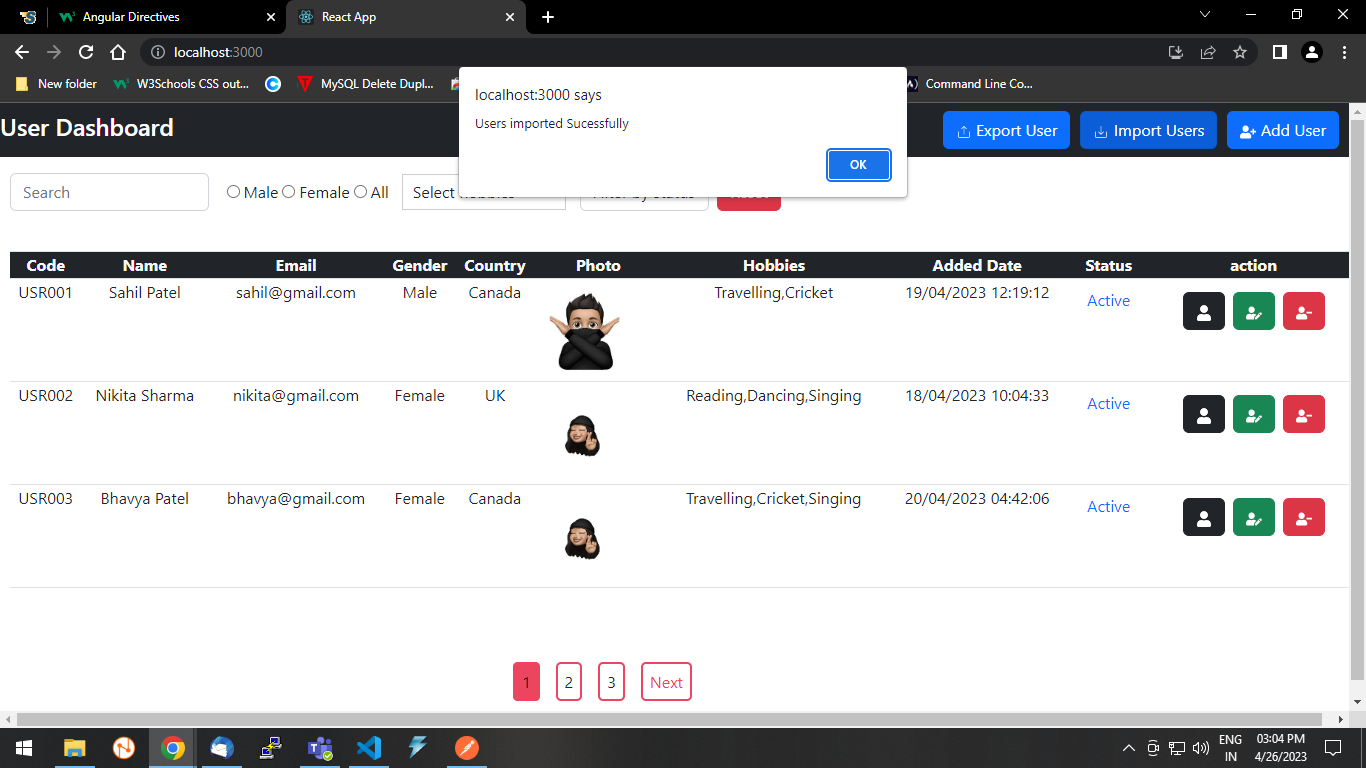 Angular Directives
React App
localhost:3000
New folder
W3Schools CSS out...
MySQL Delete Dupl...
Command Line Co...
localhost:3000 says
Users imported Sucessfully
OK
User Dashboard
Export User
Import Users
Add User
Search
Male Female All
Code Name Email Gender Country Photo Hobbies Added Date Status action
USR001 Sahil Patel sahil@gmail.com Male Canada Travelling,Cricket 19/04/2023 12:19:12 Active
USR002 Nikita Sharma nikita@gmail.com Female UK Reading,Dancing,Singing 18/04/2023 10:04:33 Active
USR003 Bhavya Patel bhavya@gmail.com Female Canada Travelling,Cricket,Singing 20/04/2023 04:42:06 Active
1 2 3 Next
ENG
IN
03:04 PM
4/26/2023